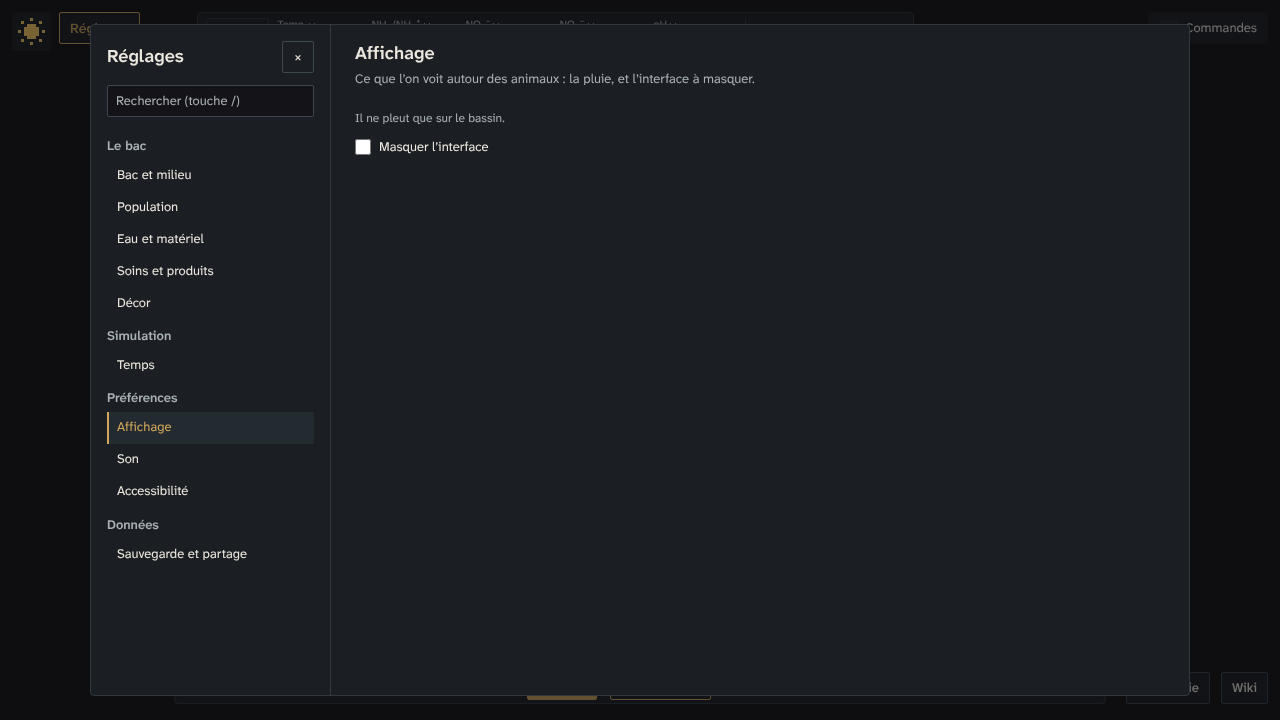 Réglages
×
Rechercher (touche /)
Le bac
Bac et milieu
Population
Eau et matériel
Soins et produits
Décor
Simulation
Temps
Préférences
Affichage
Son
Accessibilité
Données
Sauvegarde et partage
Affichage
Ce que l'on voit autour des animaux : la pluie, et l'interface à masquer.
Il ne pleut que sur le bassin.
Masquer l'interface
Commandes
Wiki